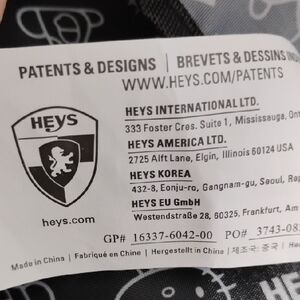 PATENTS & DESIGNS | BREVETS & DESSINS
WWW.HEYS.COM/PATENTS
HEYS
heys.com
HEYS INTERNATIONAL LTD.
333 Foster Cres. Suite 1, Mississauga,
HEYS AMERICA LTD.
2725 Alft Lane, Elgin, Illinois 60124 USA
HEYS KOREA
432-8, Eonju-ro, Gangnam-gu, Seoul,
HEYS EU GmbH
Westendstraße 28, 60325, Frankfurt, Am
GP# 16337-6042-00 PO# 3743-08
Made in China | Fabriqué en Chine | Hergestellt in China | 제조: 중국 |